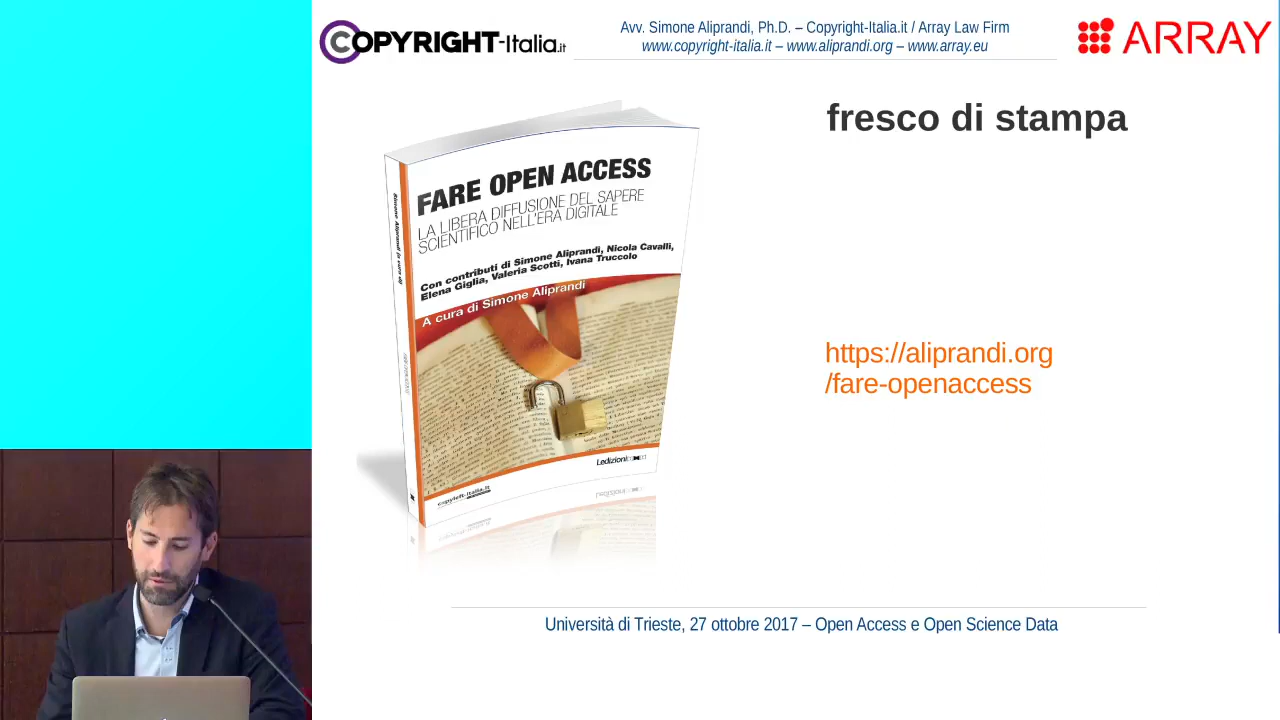 COPYRIGHT-Italia.it
Avv. Simone Aliprandi, Ph.D. – Copyright-Italia.it / Array Law Firm
www.copyright-italia.it – www.aliprandi.org – www.array.eu
ARRAY
fresco di stampa
FARE OPEN ACCESS
LA LIBERA DIFFUSIONE DEL SAPERE
SCIENTIFICO NELL'ERA DIGITALE
Con contributi di Simone Aliprandi, Nicola Cavalli,
Elena Giglia, Valeria Scotti, Ivana Truccolo
A cura di Simone Aliprandi
Simone Aliprandi (a cura di)
Ledizioni
copyleft-italia.it
https://aliprandi.org
/fare-openaccess
Università di Trieste, 27 ottobre 2017 – Open Access e Open Science Data